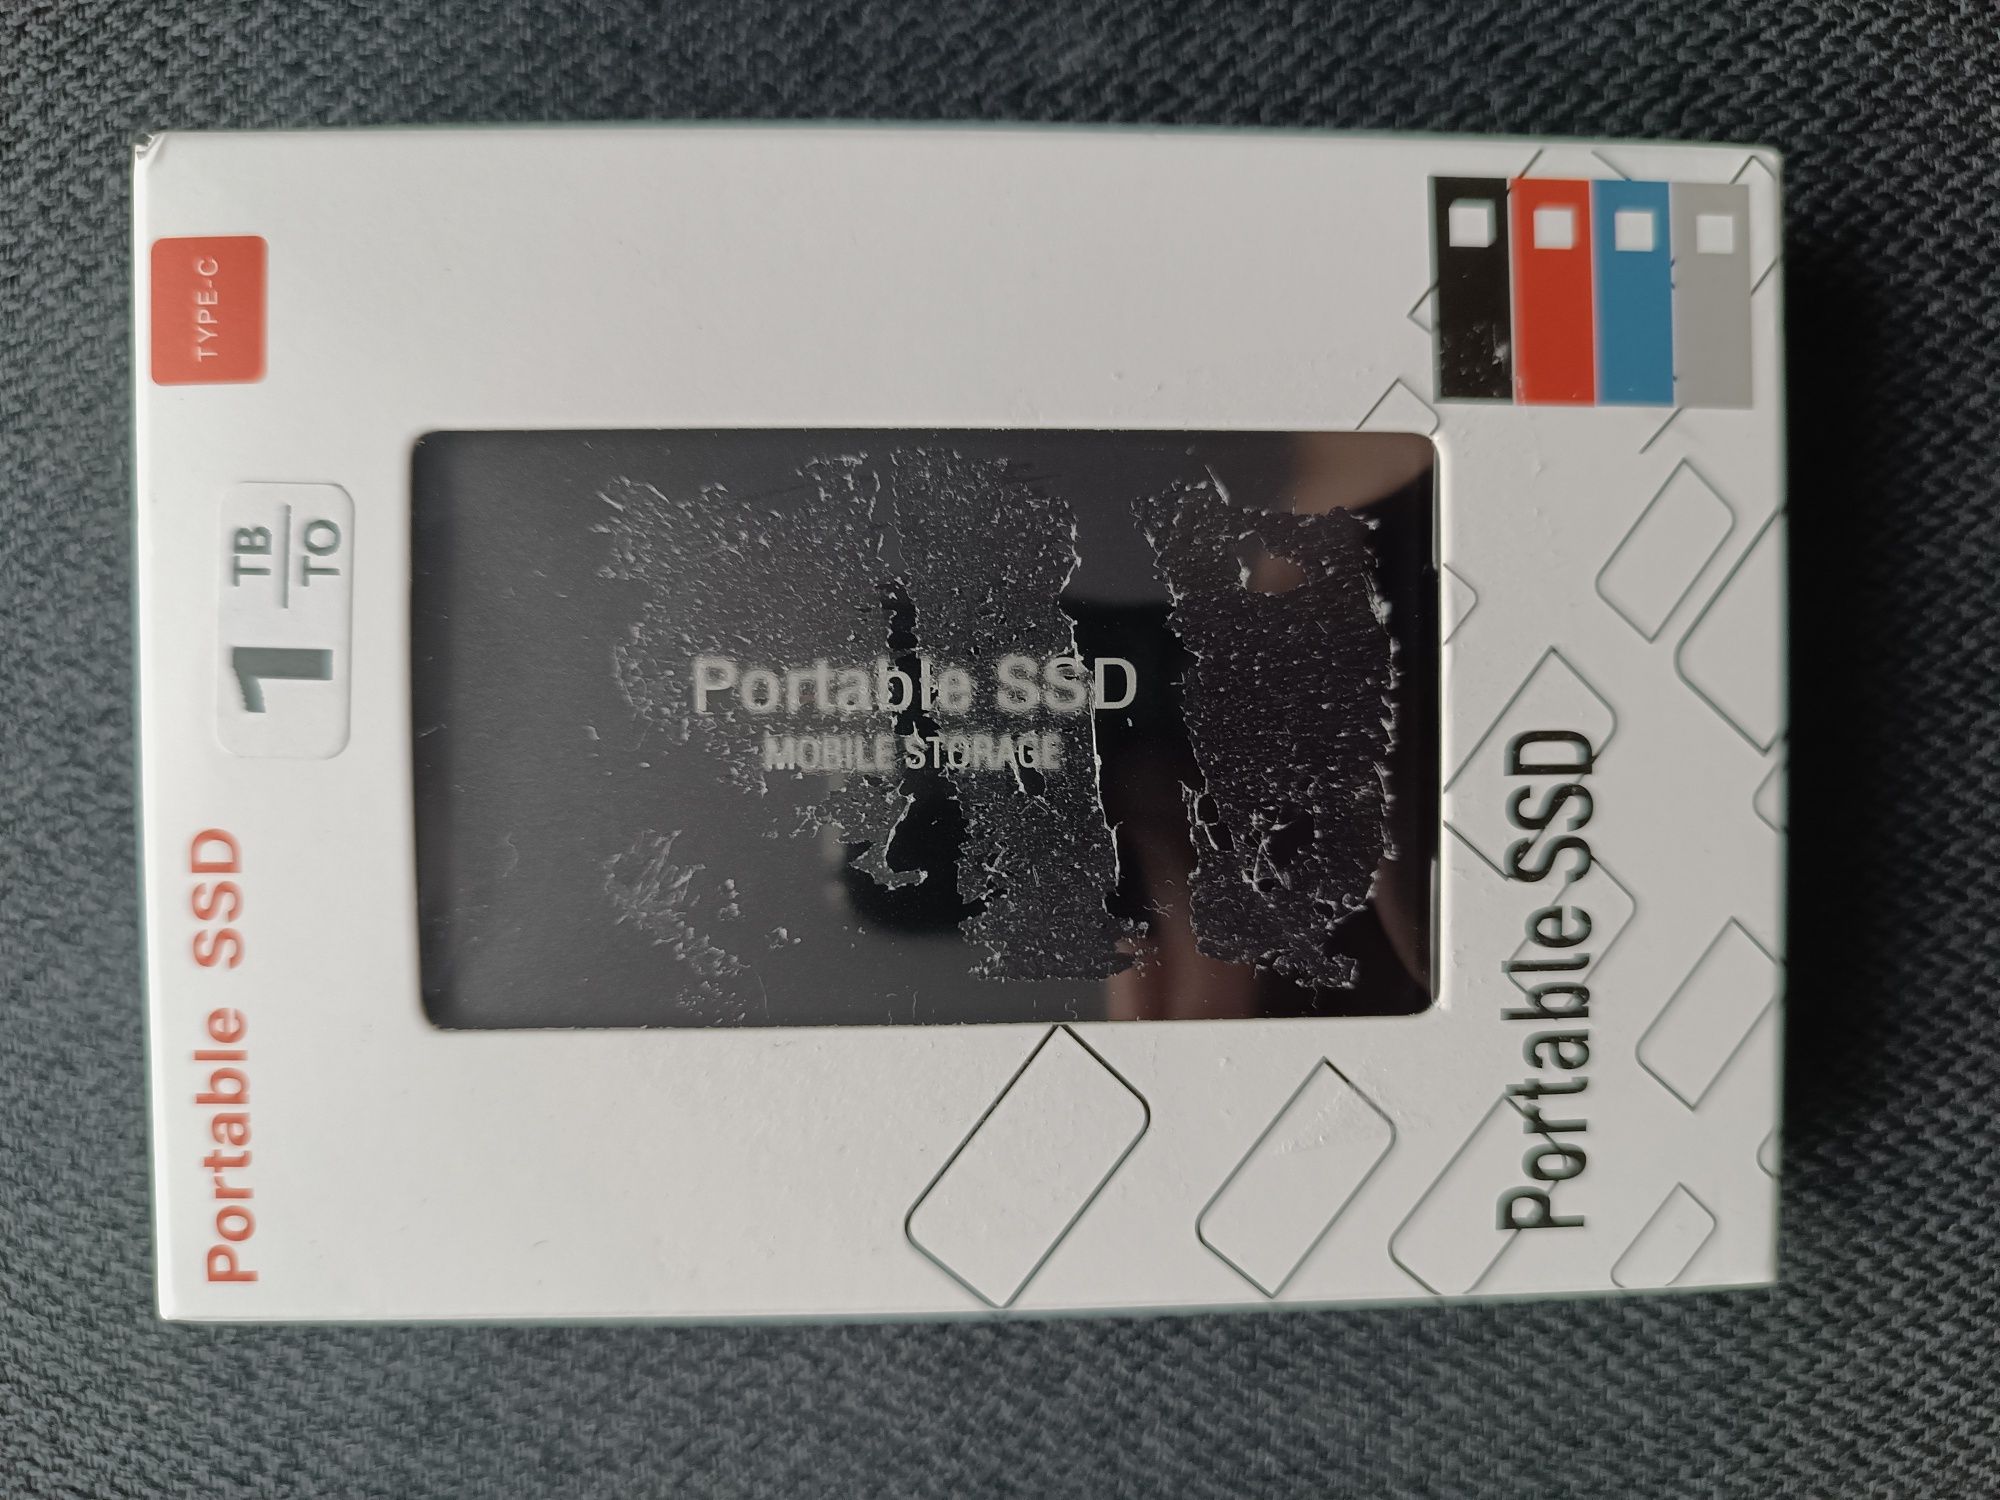 Portable SSD
1 TB
TO
TYPE-C
Portable SSD
MOBILE STORAGE
Portable SSD